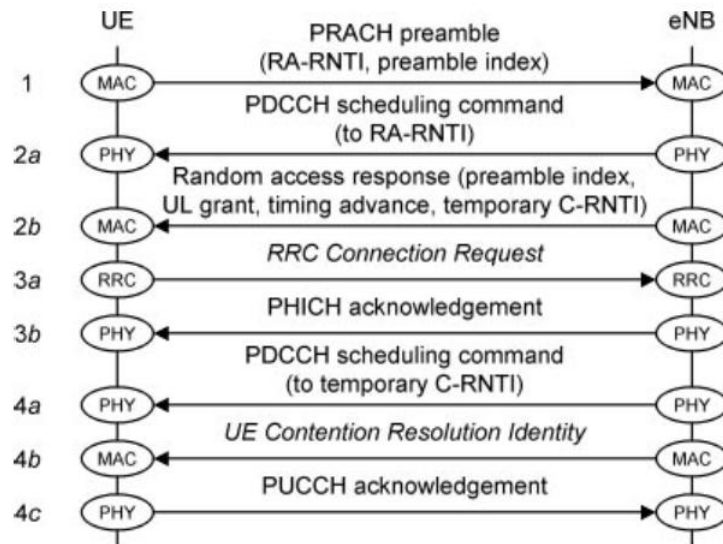 UE eNB
PRACH preamble
(RA-RNTI, preamble index)
1 MAC MAC
PDCCH scheduling command
(to RA-RNTI)
2a PHY PHY
Random access response (preamble index,
UL grant, timing advance, temporary C-RNTI)
2b MAC MAC
RRC Connection Request
3a RRC RRC
PHICH acknowledgement
3b PHY PHY
PDCCH scheduling command
(to temporary C-RNTI)
4a PHY PHY
UE Contention Resolution Identity
4b MAC MAC
PUCCH acknowledgement
4c PHY PHY